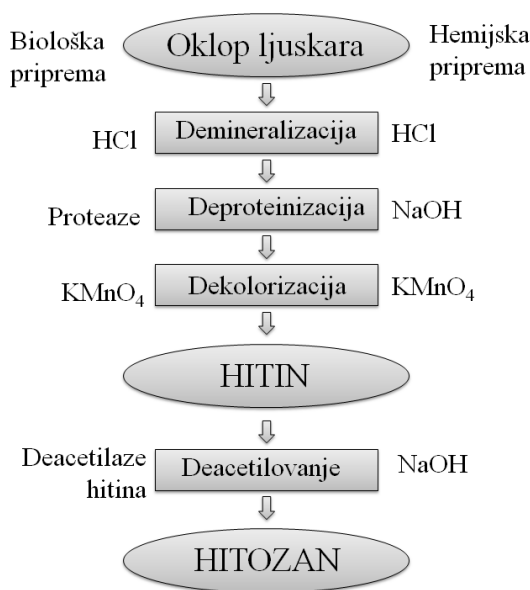 Biološka
priprema
Oklop ljuskara
Hemijska
priprema
HCl
Demineralizacija
HCl
Proteaze
Deproteinizacija
NaOH
KMnO4
Dekolorizacija
KMnO4
HITIN
Deacetilaze
hitina
Deacetilovanje
NaOH
HITOZAN